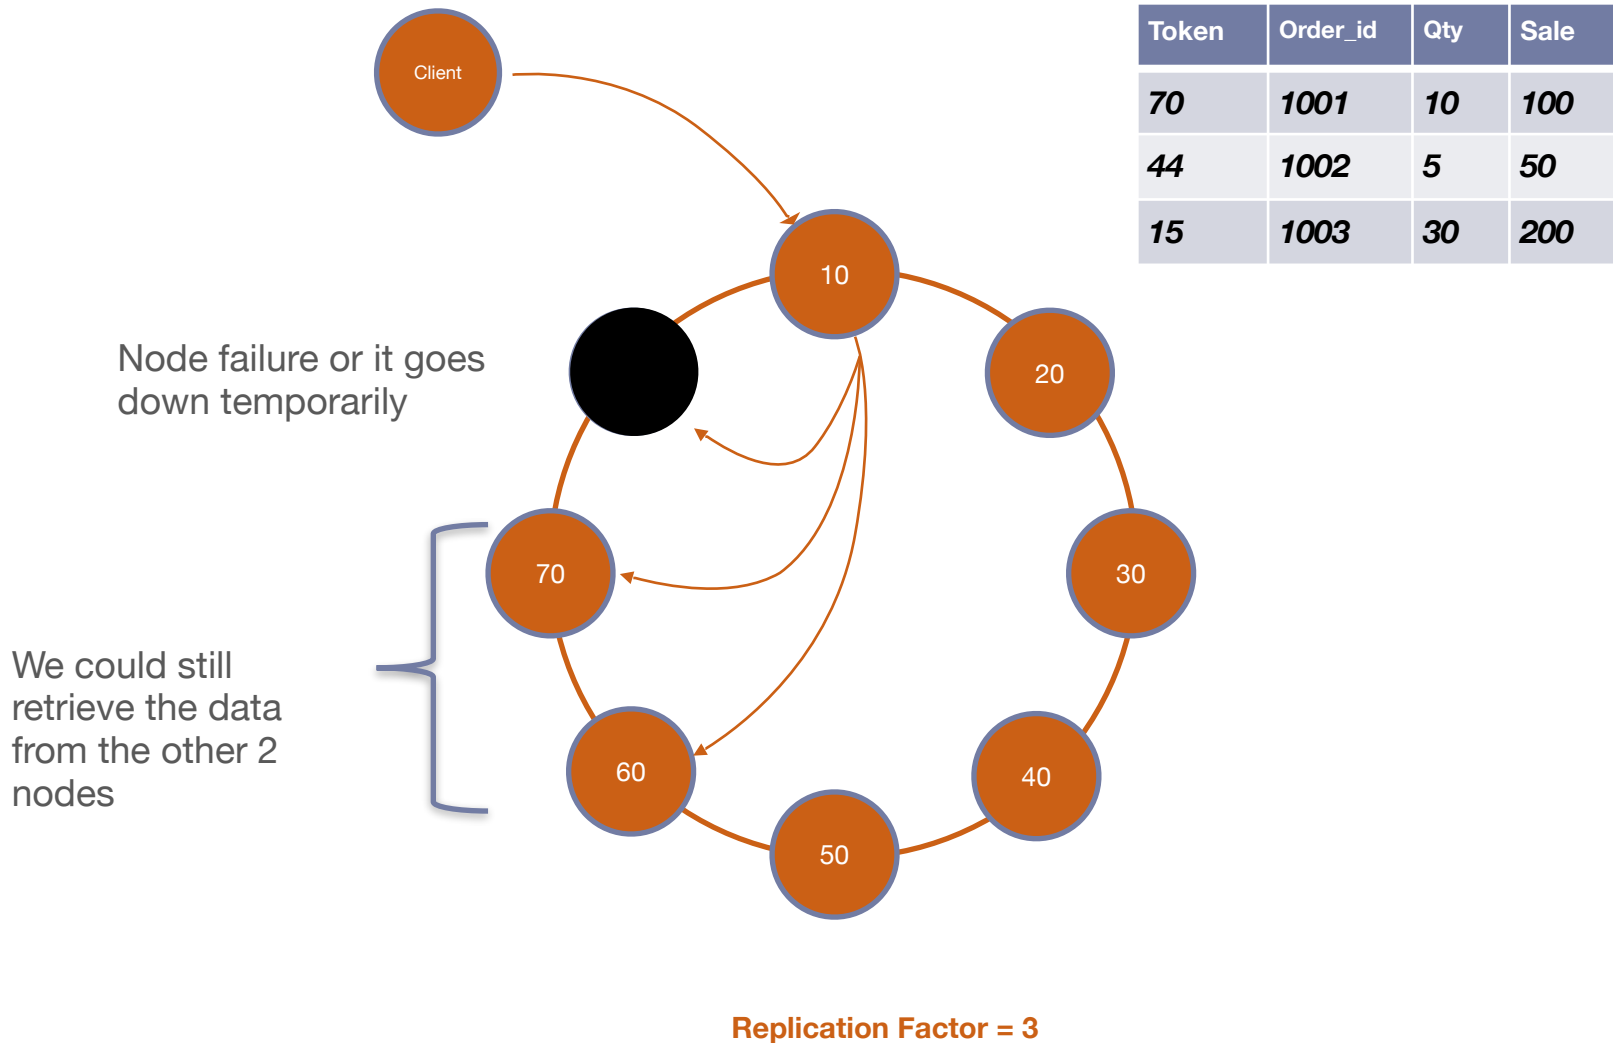 Client
Token Order_id Qty Sale
70 1001 10 100
44 1002 5 50
15 1003 30 200
10
20
Node failure or it goes
down temporarily
70
30
We could still
retrieve the data
from the other 2
nodes
60
40
50
Replication Factor = 3